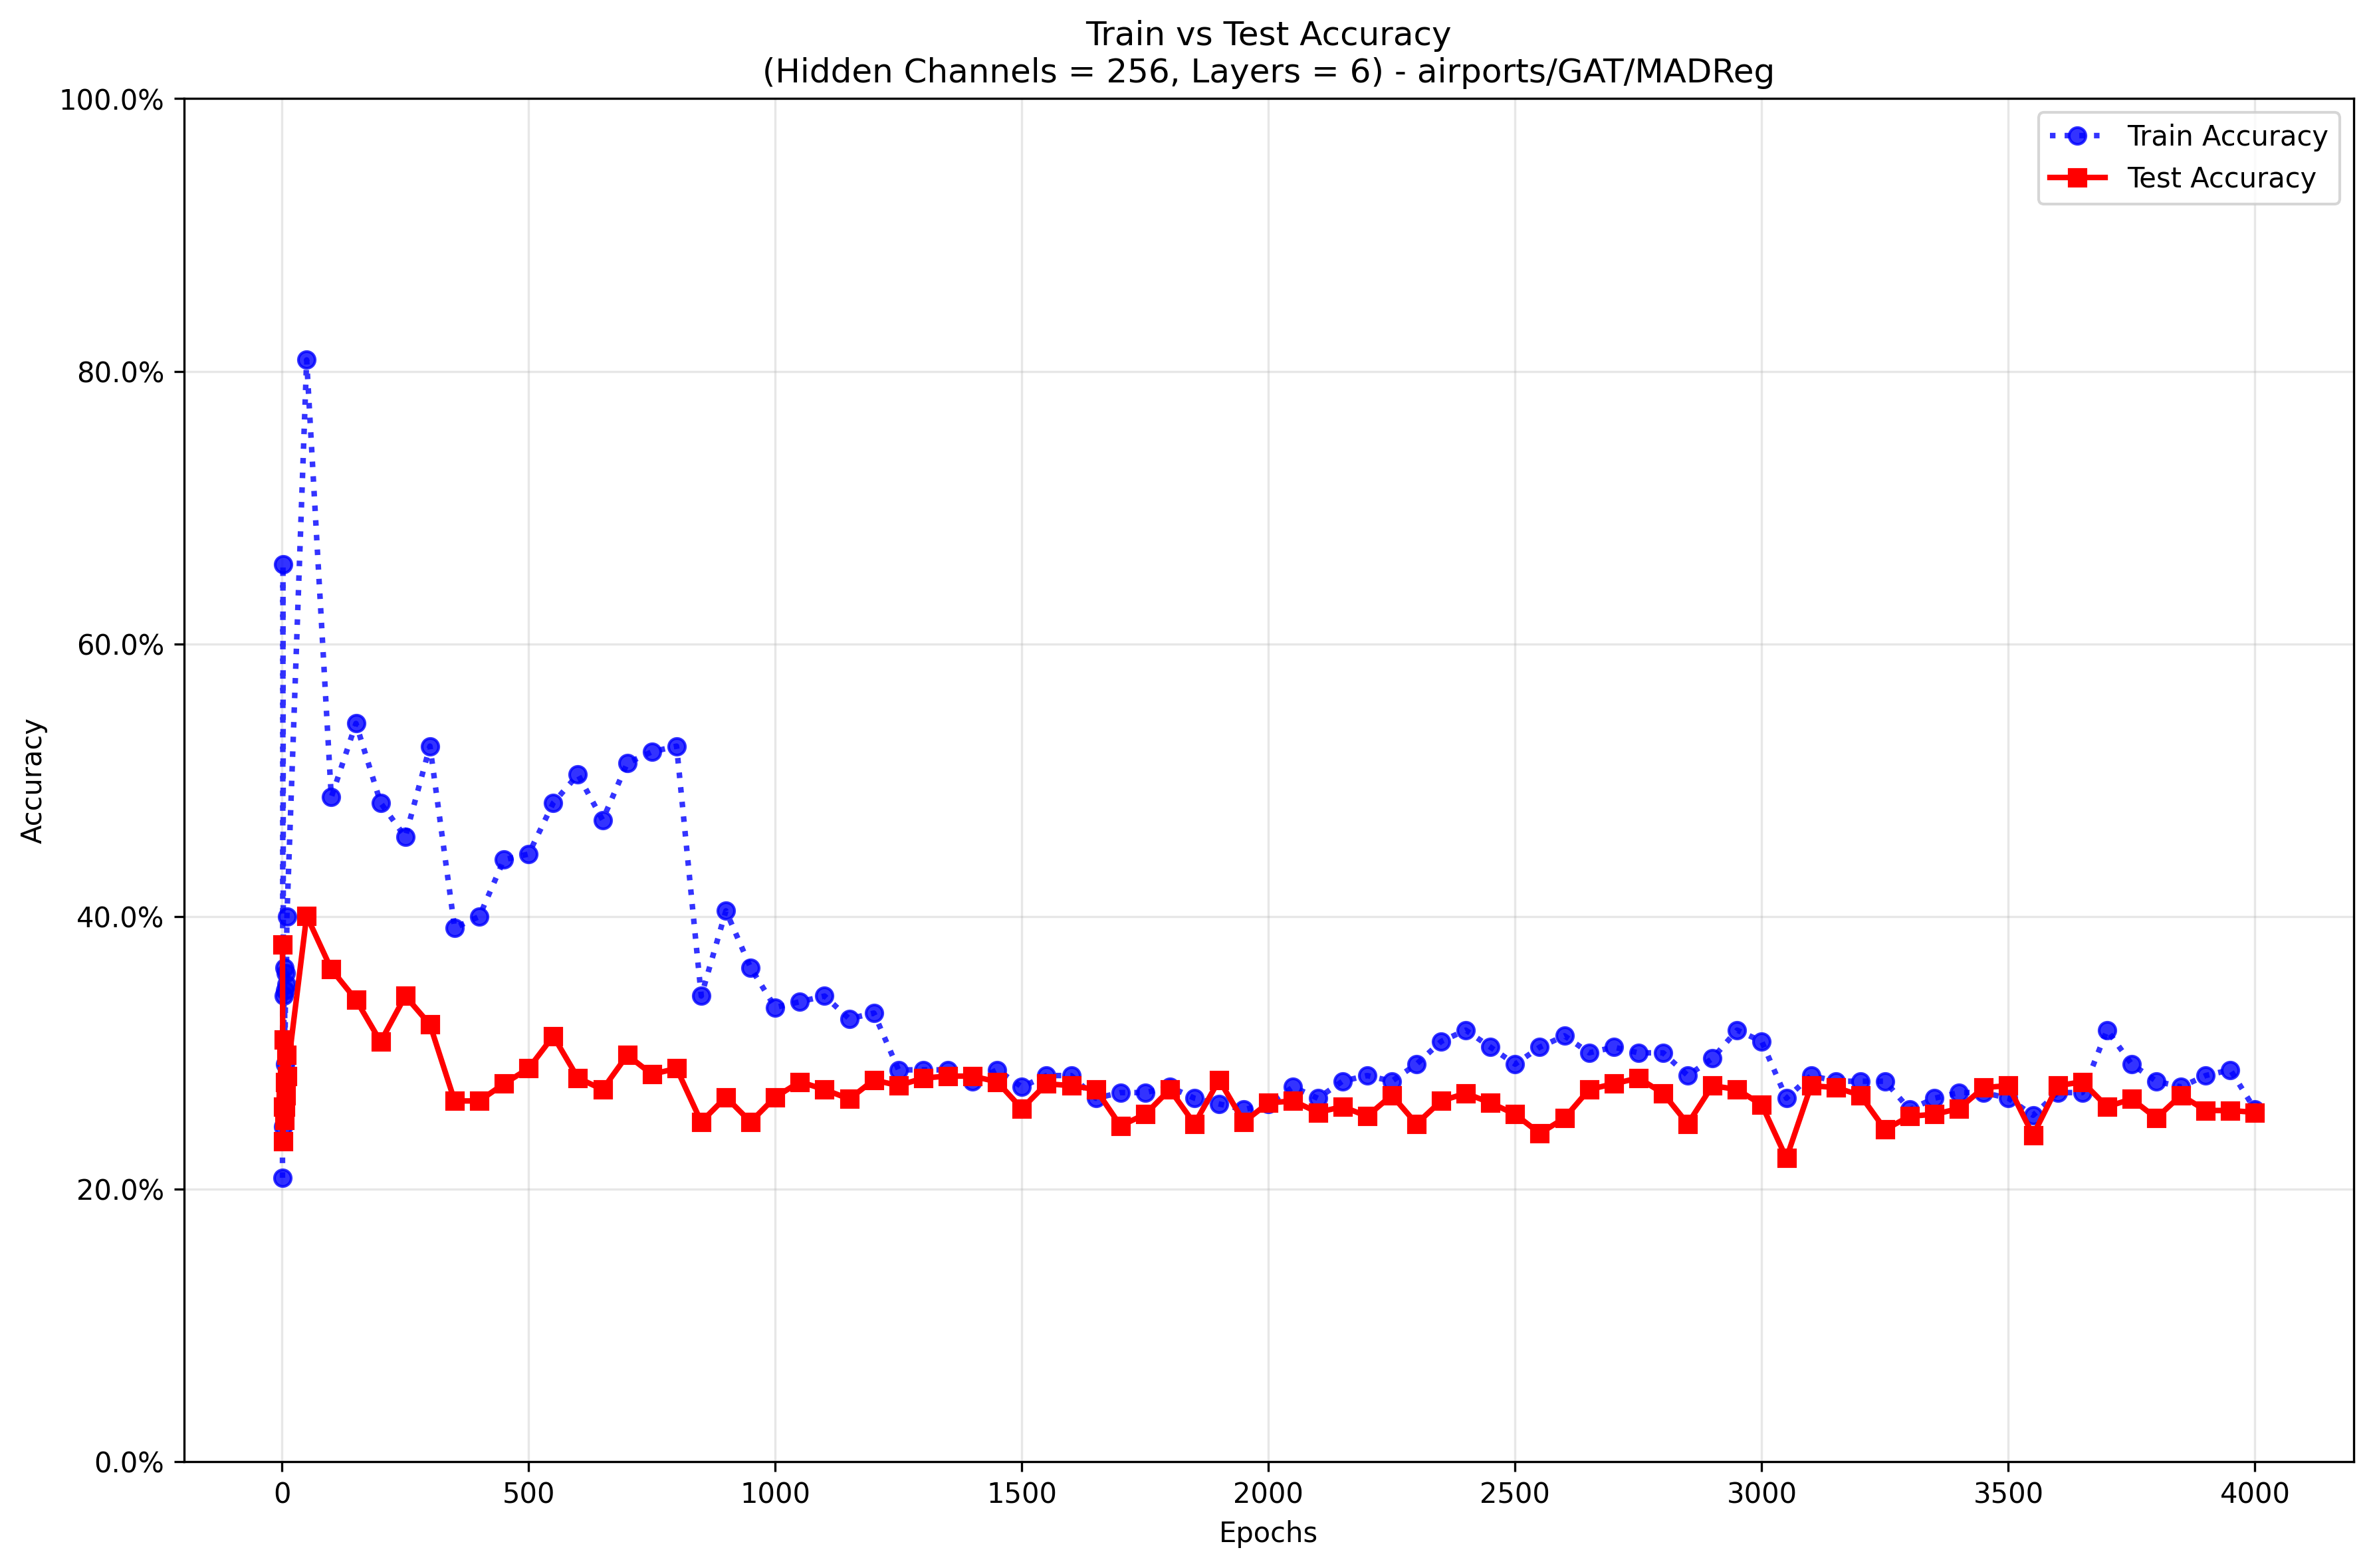 Train vs Test Accuracy
(Hidden Channels = 256, Layers = 6) - airports/GAT/MADReg
100.0%
80.0%
60.0%
40.0%
20.0%
0.0%
Accuracy
Train Accuracy
Test Accuracy
0 500 1000 1500 2000 2500 3000 3500 4000
Epochs